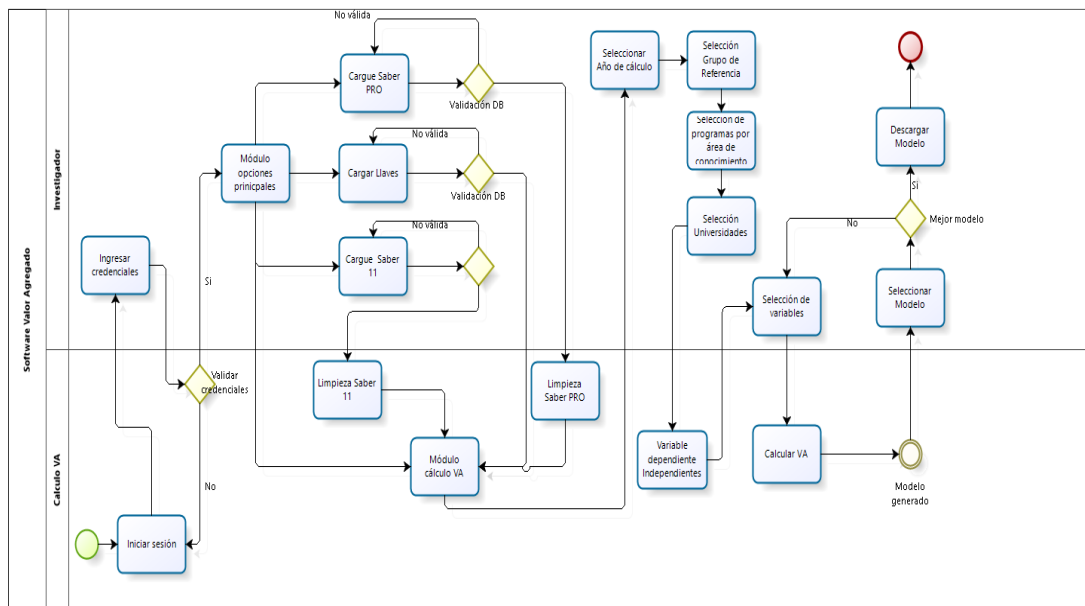 Software Valor Agregado
Investigador
Calculo VA
No válida
Cargue Saber
PRO
Validación DB
No válida
Cargar Llaves
Validación DB
Módulo
opciones
prinicpales
No válida
Cargue Saber
11
Ingresar
credenciales
Si
Validar
credenciales
No
Iniciar sesión
Limpieza Saber
11
Limpieza
Saber PRO
Módulo
cálculo VA
Seleccionar
Año de cálculo
Selección
Grupo de
Referencia
Selección de
programas por
área de
conocimiento
Selección
Universidades
Variable
dependiente
Independientes
Selección de
variables
Calcular VA
Modelo
generado
Seleccionar
Modelo
Mejor modelo
No
Si
Descargar
Modelo